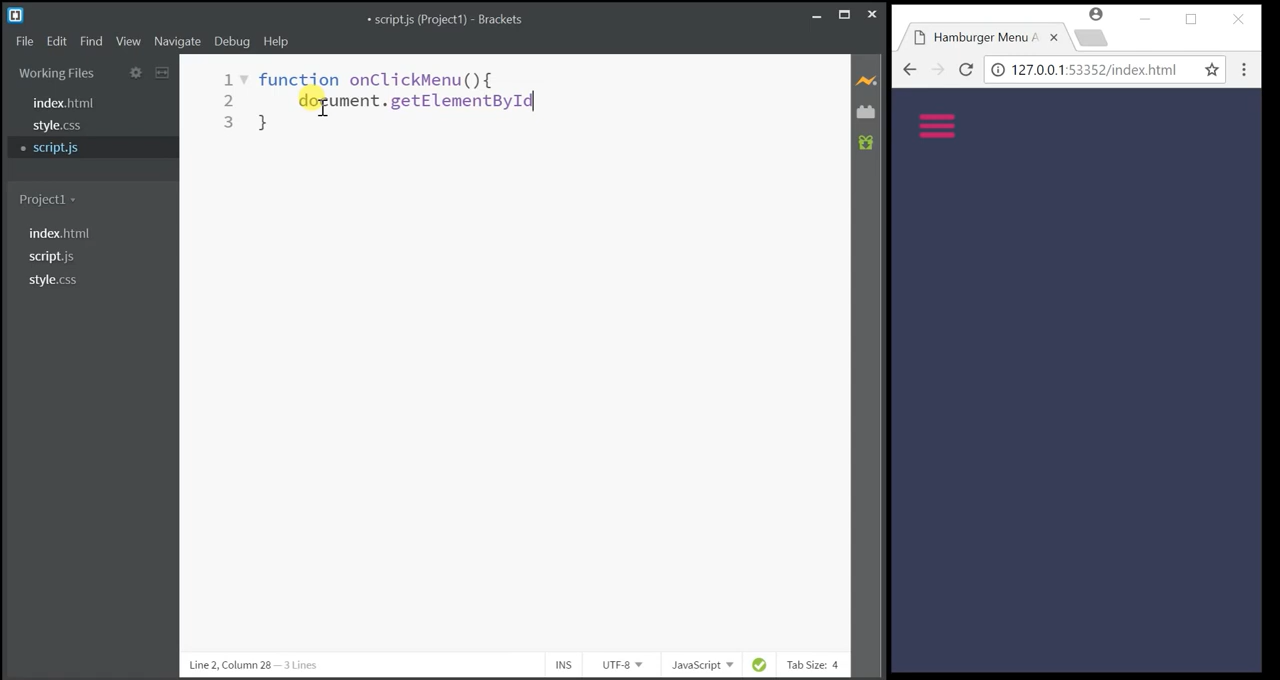 • script.js (Project1) - Brackets
File Edit Find View Navigate Debug Help
Working Files
index.html
style.css
• script.js
Project1
index.html
script.js
style.css
1 function onClickMenu(){
2 document.getElementById
3 }
Line 2, Column 28 — 3 Lines
INS UTF-8 JavaScript Tab Size: 4
Hamburger Menu A
127.0.0.1:53352/index.html